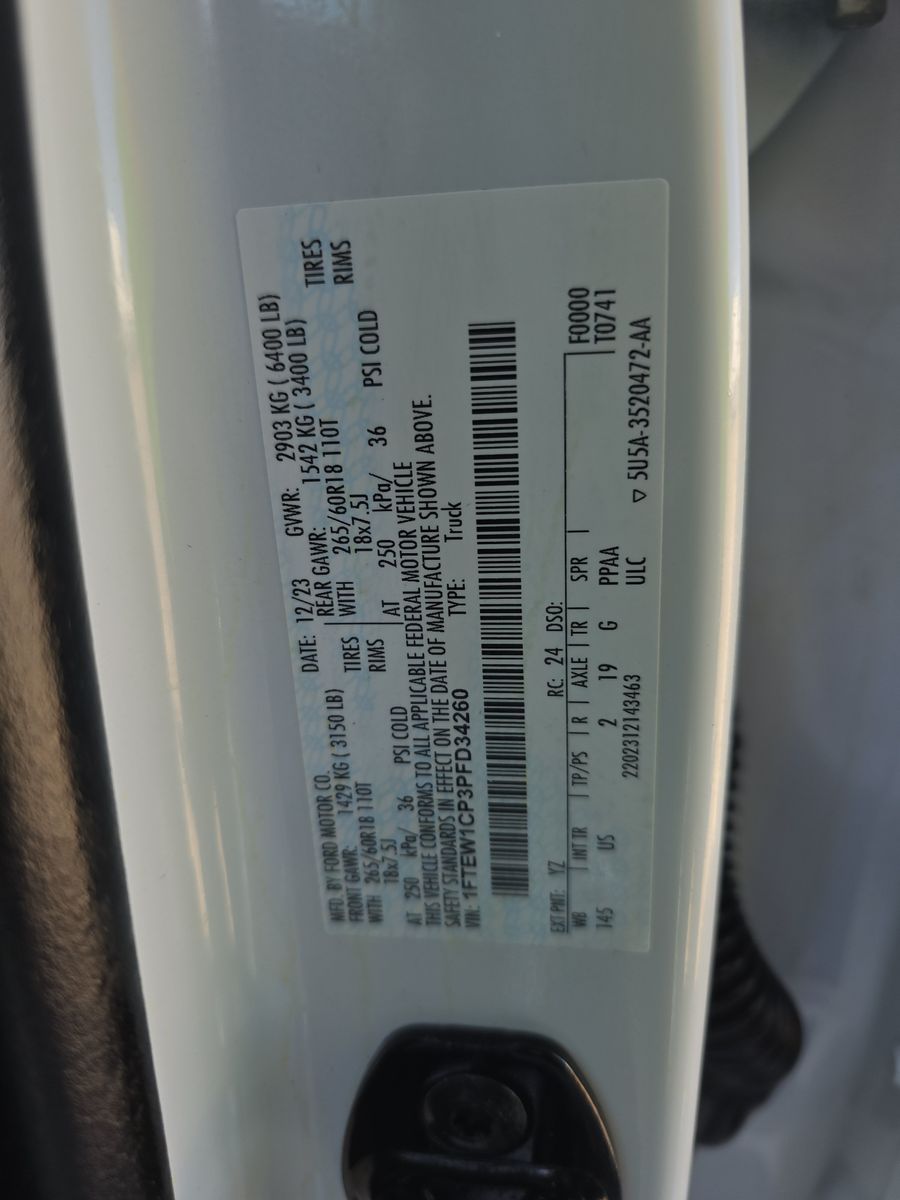 MFD. BY FORD MOTOR CO. DATE: 12/23 GVWR: 2903 KG ( 6400 LB)
FRONT GAWR: 1429 KG ( 3150 LB) REAR GAWR: 1542 KG ( 3400 LB)
WITH 265/60R18 110T TIRES WITH 265/60R18 110T TIRES
18x7.5J RIMS 18x7.5J RIMS
AT 250 kPa/ 36 PSI COLD AT 250 kPa/ 36 PSI COLD
THIS VEHICLE CONFORMS TO ALL APPLICABLE FEDERAL MOTOR VEHICLE
SAFETY STANDARDS IN EFFECT ON THE DATE OF MANUFACTURE SHOWN ABOVE.
VIN: 1FTEW1CP3PFD34260 TYPE: Truck
EXT PNT: YZ RC: 24 DSO: F0000
WB INT TR TP/PS R AXLE TR SPR T0741
145 US 2 19 G PPAA
2202312143463 ULC ▽ 5U5A-3520472-AA